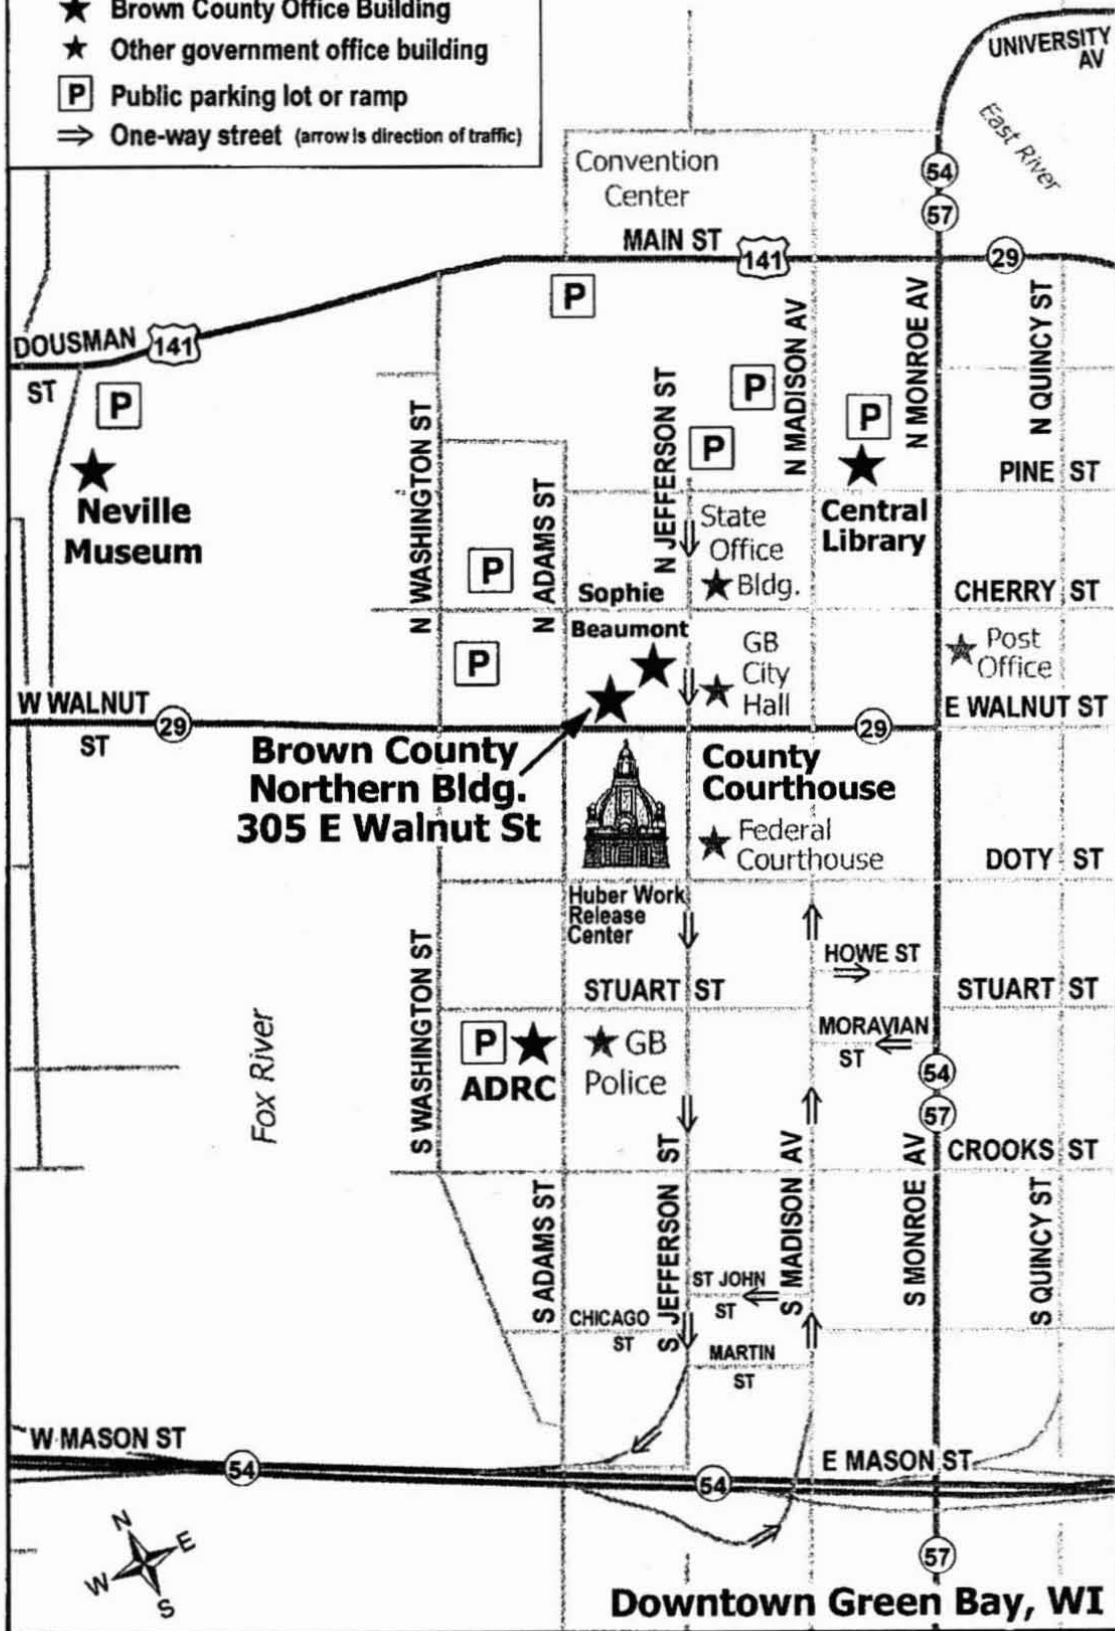 Brown County Office Building
Other government office building
P Public parking lot or ramp
One-way street (arrow is direction of traffic)
UNIVERSITY
AV
East River
54
57
Convention
Center
MAIN ST
141
29
P
DOUSMAN
141
ST
P
N WASHINGTON ST
N ADAMS ST
N JEFFERSON ST
N MADISON AV
N MONROE AV
N QUINCY ST
P
P
P
PINE ST
Neville
Museum
Central
Library
State
Office
Bldg.
P
Sophie
Beaumont
CHERRY ST
P
GB
City
Hall
Post
Office
W WALNUT
ST
29
29
E WALNUT ST
Brown County
Northern Bldg.
305 E Walnut St
County
Courthouse
Federal
Courthouse
DOTY ST
Huber Work
Release
Center
HOWE ST
STUART ST
STUART ST
S WASHINGTON ST
Fox River
P
ADRC
GB
Police
MORAVIAN
ST
54
57
CROOKS ST
S ADAMS ST
S JEFFERSON ST
S MADISON AV
S MONROE AV
S QUINCY ST
ST JOHN
ST
CHICAGO
ST
MARTIN
ST
W MASON ST
54
54
E MASON ST
57
N
E
W
S
Downtown Green Bay, WI